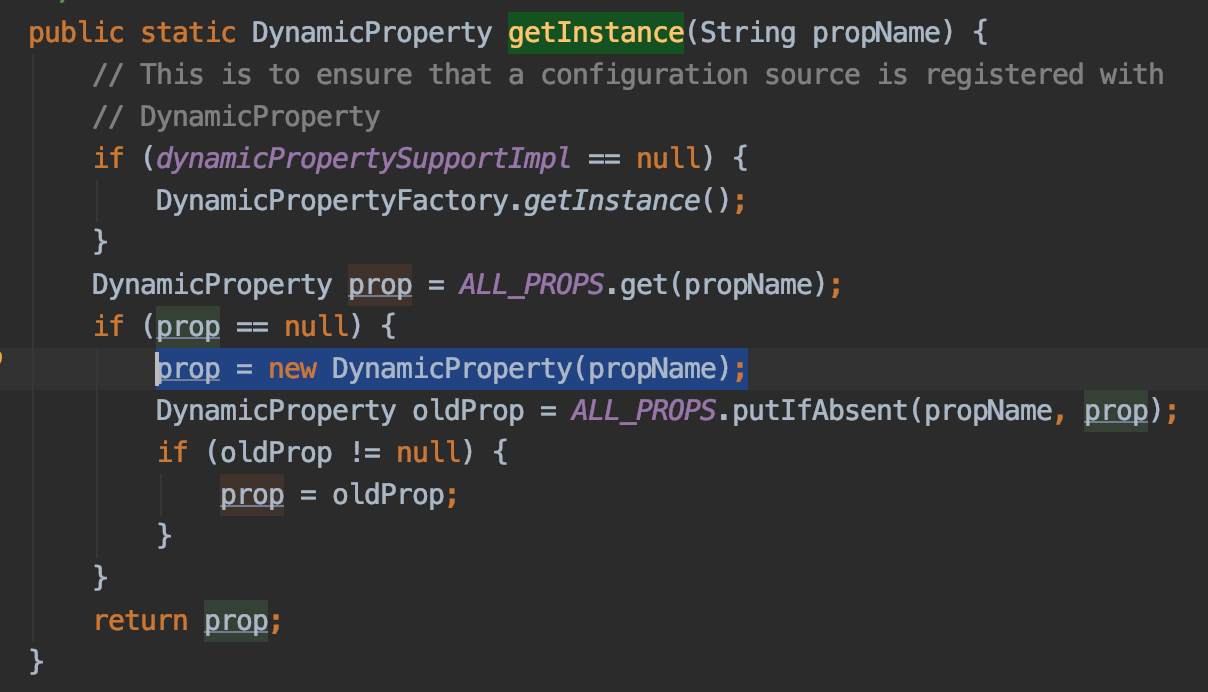 public static DynamicProperty getInstance(String propName) {
// This is to ensure that a configuration source is registered with
// DynamicProperty
if (dynamicPropertySupportImpl == null) {
DynamicPropertyFactory.getInstance();
}
DynamicProperty prop = ALL_PROPS.get(propName);
if (prop == null) {
prop = new DynamicProperty(propName);
DynamicProperty oldProp = ALL_PROPS.putIfAbsent(propName, prop);
if (oldProp != null) {
prop = oldProp;
}
}
return prop;
}